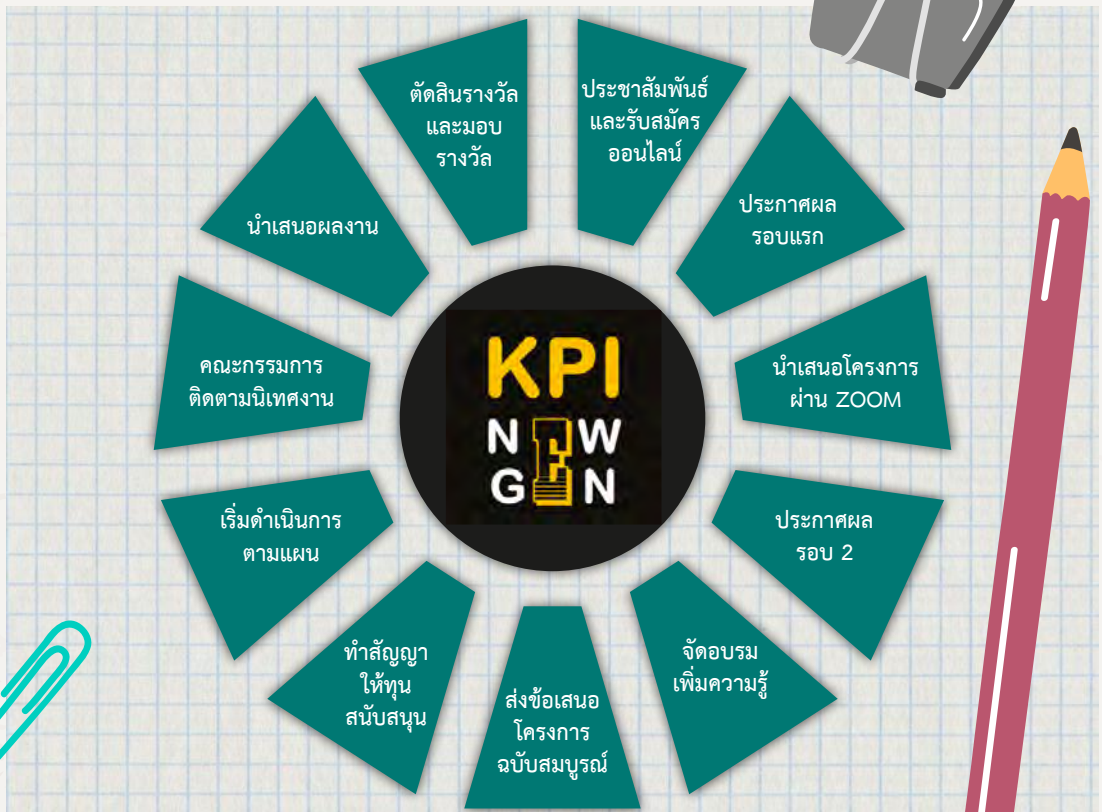 ประชาสัมพันธ์
และรับสมัคร
ออนไลน์
ประกาศผล
รอบแรก
นำเสนอโครงการ
ผ่าน ZOOM
ประกาศผล
รอบ 2
จัดอบรม
เพิ่มความรู้
ส่งข้อเสนอ
โครงการ
ฉบับสมบูรณ์
ทำสัญญา
ให้ทุน
สนับสนุน
เริ่มดำเนินการ
ตามแผน
คณะกรรมการ
ติดตามนิเทศงาน
นำเสนอผลงาน
ตัดสินรางวัล
และมอบ
รางวัล
KPI
NEW
GEN